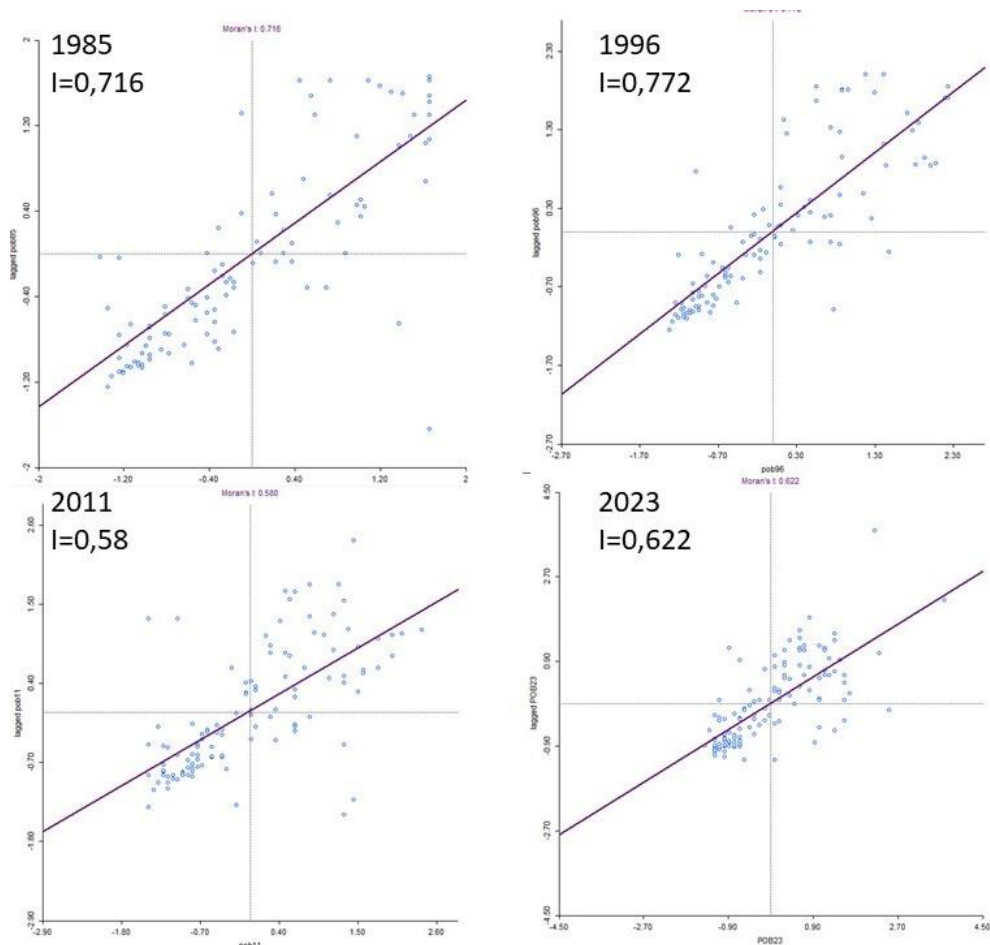 Moran's I: 0.716
1985
I=0,716
2
1.20
0.40
-0.40
-1.20
-2
lagged pob85
-2 -1.20 -0.40 0.40 1.20 2
1996
I=0,772
2.30
1.30
0.30
-0.70
-1.70
-2.70
lagged pob96
-2.70 -1.70 -0.70 0.30 1.30 2.30
pob96
Moran's I: 0.580
2011
I=0,58
2.60
1.50
0.40
-0.70
-1.80
-2.90
lagged pob11
-2.90 -1.80 -0.70 0.40 1.50 2.60
Moran's I: 0.622
2023
I=0,622
4.50
2.70
0.90
-0.90
-2.70
-4.50
lagged POB23
-4.50 -2.70 -0.90 0.90 2.70 4.50
POB23